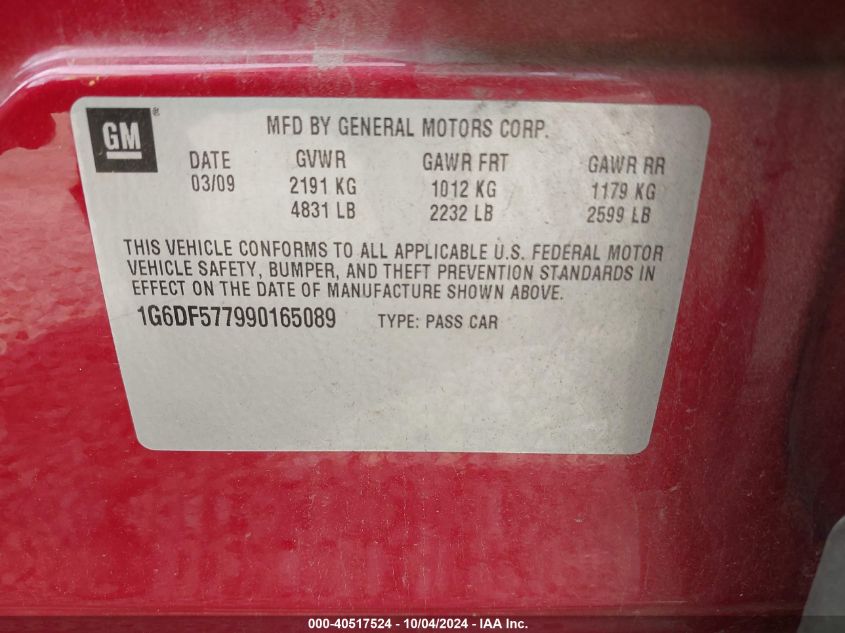 GM ®
MFD BY GENERAL MOTORS CORP.
DATE GVWR GAWR FRT GAWR RR
03/09 2191 KG 1012 KG 1179 KG
4831 LB 2232 LB 2599 LB
THIS VEHICLE CONFORMS TO ALL APPLICABLE U.S. FEDERAL MOTOR
VEHICLE SAFETY, BUMPER, AND THEFT PREVENTION STANDARDS IN
EFFECT ON THE DATE OF MANUFACTURE SHOWN ABOVE.
1G6DF577990165089 TYPE: PASS CAR
000-40517524 - 10/04/2024 - IAA Inc.